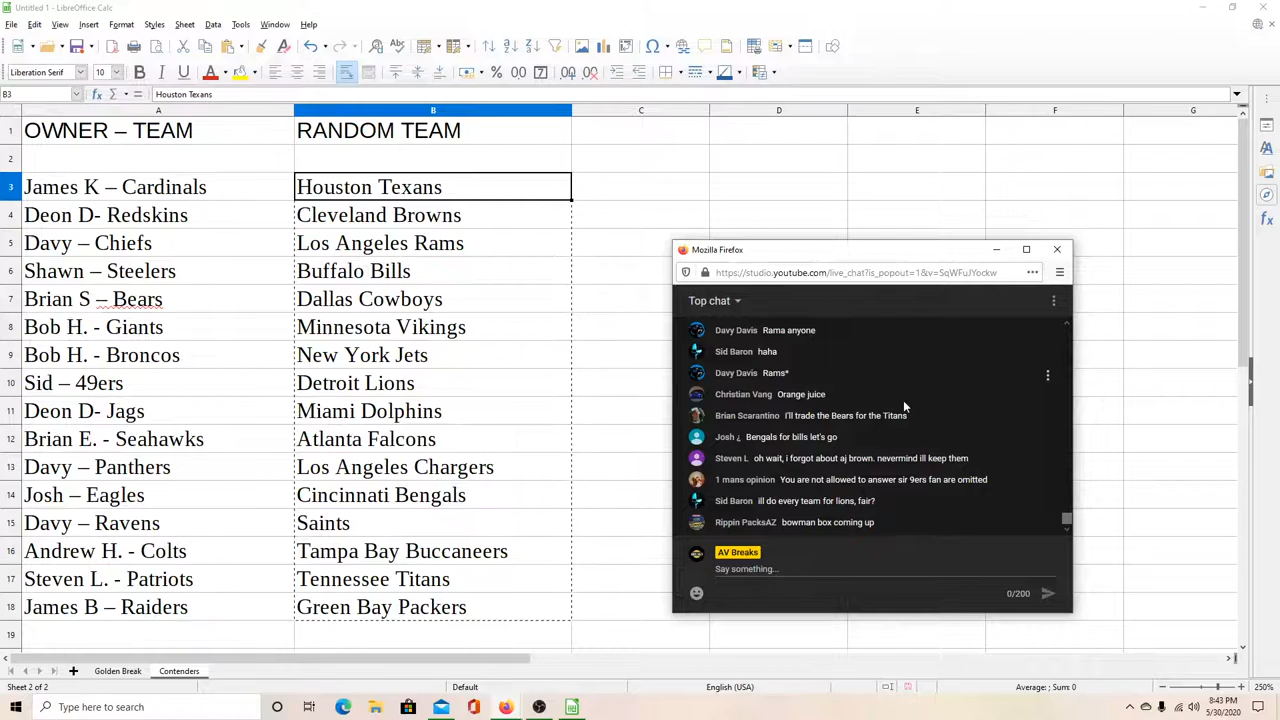 Untitled 1 - LibreOffice Calc
File Edit View Insert Format Styles Sheet Data Tools Window Help
Liberation Serif 10
B3 Houston Texans
A B C D E F G
1 OWNER – TEAM RANDOM TEAM
2
3 James K – Cardinals Houston Texans
4 Deon D- Redskins Cleveland Browns
5 Davy – Chiefs Los Angeles Rams
6 Shawn – Steelers Buffalo Bills
7 Brian S – Bears Dallas Cowboys
8 Bob H. - Giants Minnesota Vikings
9 Bob H. - Broncos New York Jets
10 Sid – 49ers Detroit Lions
11 Deon D- Jags Miami Dolphins
12 Brian E. - Seahawks Atlanta Falcons
13 Davy – Panthers Los Angeles Chargers
14 Josh – Eagles Cincinnati Bengals
15 Davy – Ravens Saints
16 Andrew H. - Colts Tampa Bay Buccaneers
17 Steven L. - Patriots Tennessee Titans
18 James B – Raiders Green Bay Packers
19
Mozilla Firefox
https://studio.youtube.com/live_chat?is_popout=1&v=SqWFuJYockw
Top chat
Davy Davis Rama anyone
Sid Baron haha
Davy Davis Rams*
Christian Vang Orange juice
Brian Scarantino I'll trade the Bears for the Titans
Josh ¿ Bengals for bills let's go
Steven L oh wait, i forgot about aj brown. nevermind ill keep them
1 mans opinion You are not allowed to answer sir 9ers fan are omitted
Sid Baron ill do every team for lions, fair?
Rippin PacksAZ bowman box coming up
AV Breaks
Say something...
0/200
Golden Break Contenders
Sheet 2 of 2 Default English (USA) Average: ; Sum: 0 250%
Type here to search
8:43 PM
5/30/2020